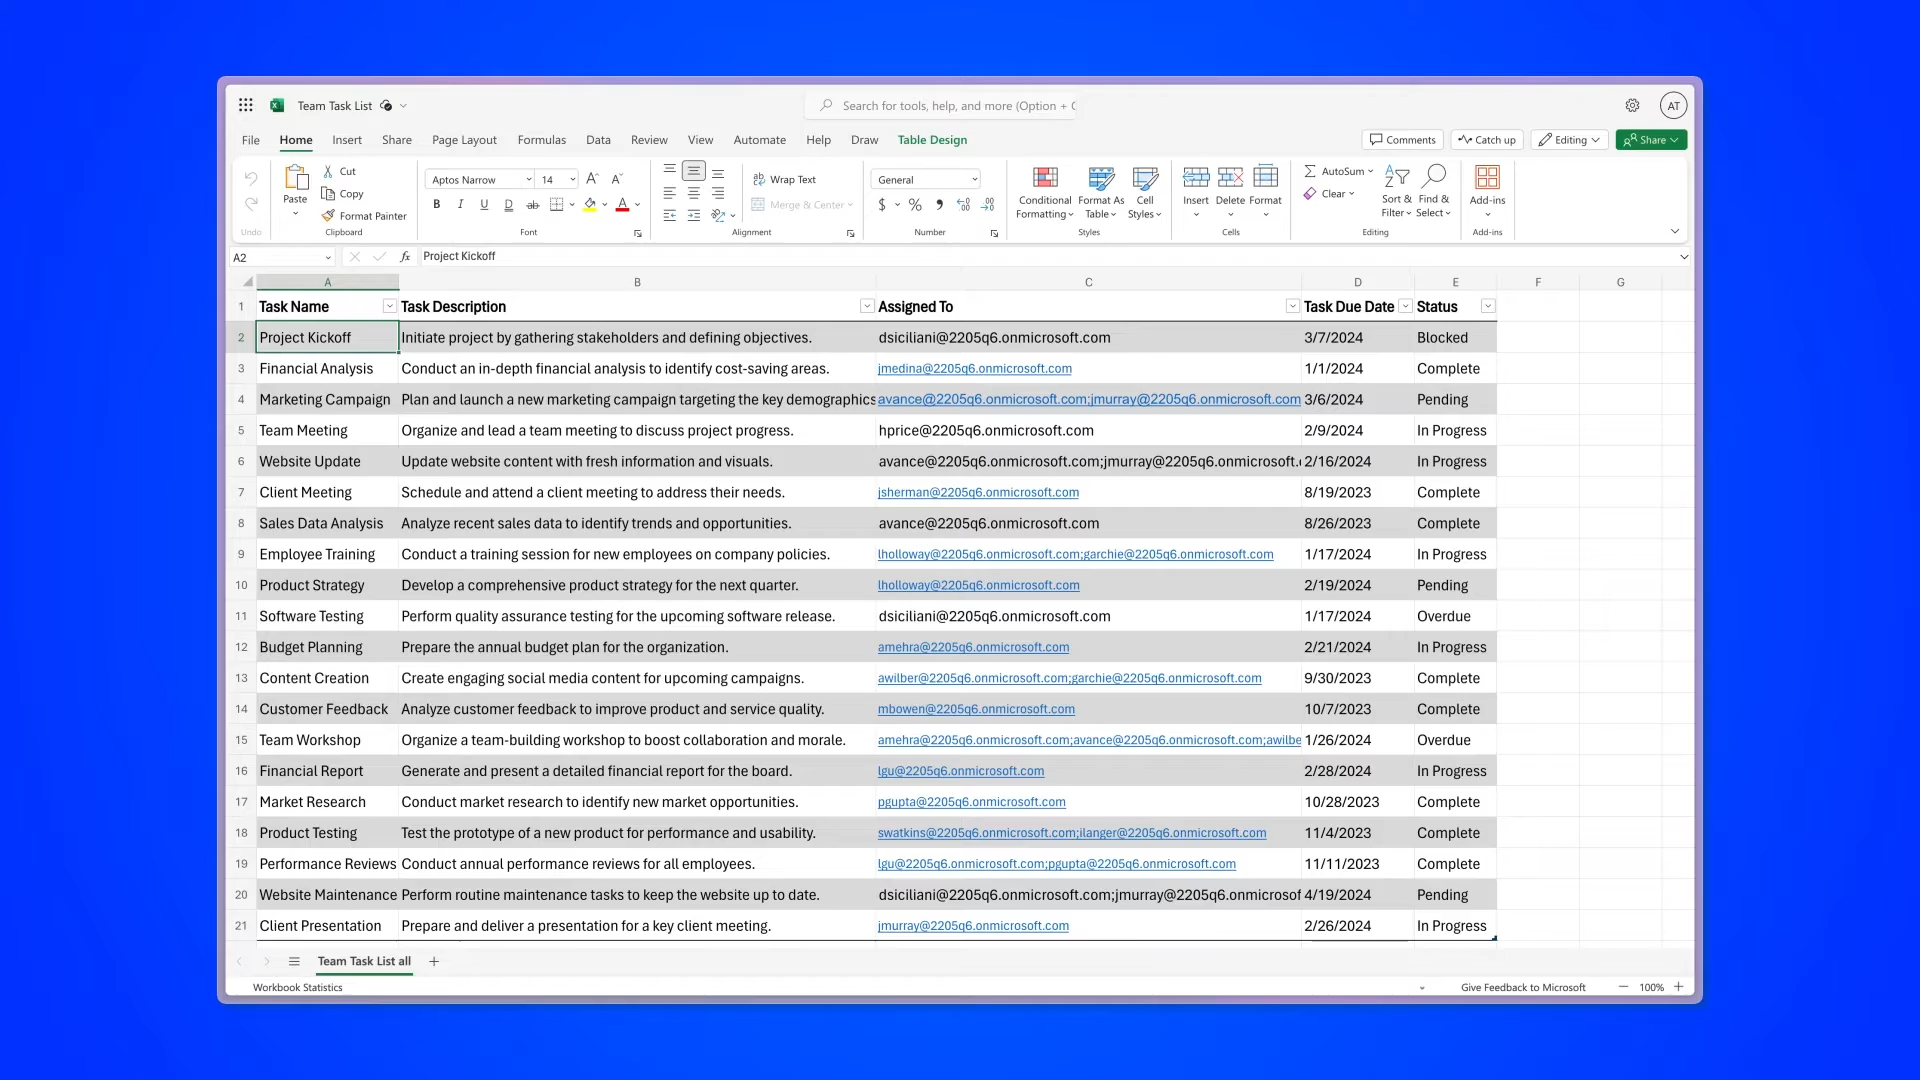 Team Task List
Search for tools, help, and more (Option +
AT
File Home Insert Share Page Layout Formulas Data Review View Automate Help Draw Table Design
Comments Catch up Editing Share
Undo
Paste
Cut
Copy
Format Painter
Clipboard
Aptos Narrow 14 A A
B I U D ab A
Font
Wrap Text
Merge & Center
Alignment
General
$ % 9
Number
Conditional Formatting
Format As Table
Cell Styles
Styles
Insert Delete Format
Cells
AutoSum
Clear
Sort & Filter
Find & Select
Editing
Add-ins
Add-ins
A2 fx Project Kickoff
A B C D E F G
1 Task Name Task Description Assigned To Task Due Date Status
2 Project Kickoff Initiate project by gathering stakeholders and defining objectives. dsiciliani@2205q6.onmicrosoft.com 3/7/2024 Blocked
3 Financial Analysis Conduct an in-depth financial analysis to identify cost-saving areas. jmedina@2205q6.onmicrosoft.com 1/1/2024 Complete
4 Marketing Campaign Plan and launch a new marketing campaign targeting the key demographics avance@2205q6.onmicrosoft.com;jmurray@2205q6.onmicrosoft.com 3/6/2024 Pending
5 Team Meeting Organize and lead a team meeting to discuss project progress. hprice@2205q6.onmicrosoft.com 2/9/2024 In Progress
6 Website Update Update website content with fresh information and visuals. avance@2205q6.onmicrosoft.com;jmurray@2205q6.onmicrosoft. 2/16/2024 In Progress
7 Client Meeting Schedule and attend a client meeting to address their needs. jsherman@2205q6.onmicrosoft.com 8/19/2023 Complete
8 Sales Data Analysis Analyze recent sales data to identify trends and opportunities. avance@2205q6.onmicrosoft.com 8/26/2023 Complete
9 Employee Training Conduct a training session for new employees on company policies. lholloway@2205q6.onmicrosoft.com;garchie@2205q6.onmicrosoft.com 1/17/2024 In Progress
10 Product Strategy Develop a comprehensive product strategy for the next quarter. lholloway@2205q6.onmicrosoft.com 2/19/2024 Pending
11 Software Testing Perform quality assurance testing for the upcoming software release. dsiciliani@2205q6.onmicrosoft.com 1/17/2024 Overdue
12 Budget Planning Prepare the annual budget plan for the organization. amehra@2205q6.onmicrosoft.com 2/21/2024 In Progress
13 Content Creation Create engaging social media content for upcoming campaigns. awilber@2205q6.onmicrosoft.com;garchie@2205q6.onmicrosoft.com 9/30/2023 Complete
14 Customer Feedback Analyze customer feedback to improve product and service quality. mbowen@2205q6.onmicrosoft.com 10/7/2023 Complete
15 Team Workshop Organize a team-building workshop to boost collaboration and morale. amehra@2205q6.onmicrosoft.com;avance@2205q6.onmicrosoft.com;awilbe 1/26/2024 Overdue
16 Financial Report Generate and present a detailed financial report for the board. lgu@2205q6.onmicrosoft.com 2/28/2024 In Progress
17 Market Research Conduct market research to identify new market opportunities. pgupta@2205q6.onmicrosoft.com 10/28/2023 Complete
18 Product Testing Test the prototype of a new product for performance and usability. swatkins@2205q6.onmicrosoft.com;jlanger@2205q6.onmicrosoft.com 11/4/2023 Complete
19 Performance Reviews Conduct annual performance reviews for all employees. lgu@2205q6.onmicrosoft.com;pgupta@2205q6.onmicrosoft.com 11/11/2023 Complete
20 Website Maintenance Perform routine maintenance tasks to keep the website up to date. dsiciliani@2205q6.onmicrosoft.com;jmurray@2205q6.onmicrosof 4/19/2024 Pending
21 Client Presentation Prepare and deliver a presentation for a key client meeting. jmurray@2205q6.onmicrosoft.com 2/26/2024 In Progress
Team Task List all
Workbook Statistics Give Feedback to Microsoft 100%